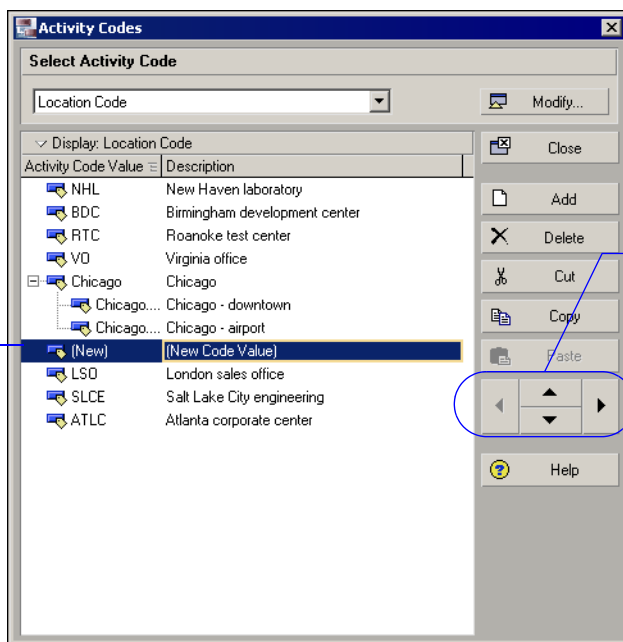 Activity Codes
Select Activity Code
Location Code
Modify...
Display: Location Code
Close
Activity Code Value Description
NHL New Haven laboratory
BDC Birmingham development center
RTC Roanoke test center
VO Virginia office
Chicago Chicago
Chicago.... Chicago - downtown
Chicago.... Chicago - airport
(New) (New Code Value)
LSO London sales office
SLCE Salt Lake City engineering
ATLC Atlanta corporate center
Add
Delete
Cut
Copy
Paste
Help